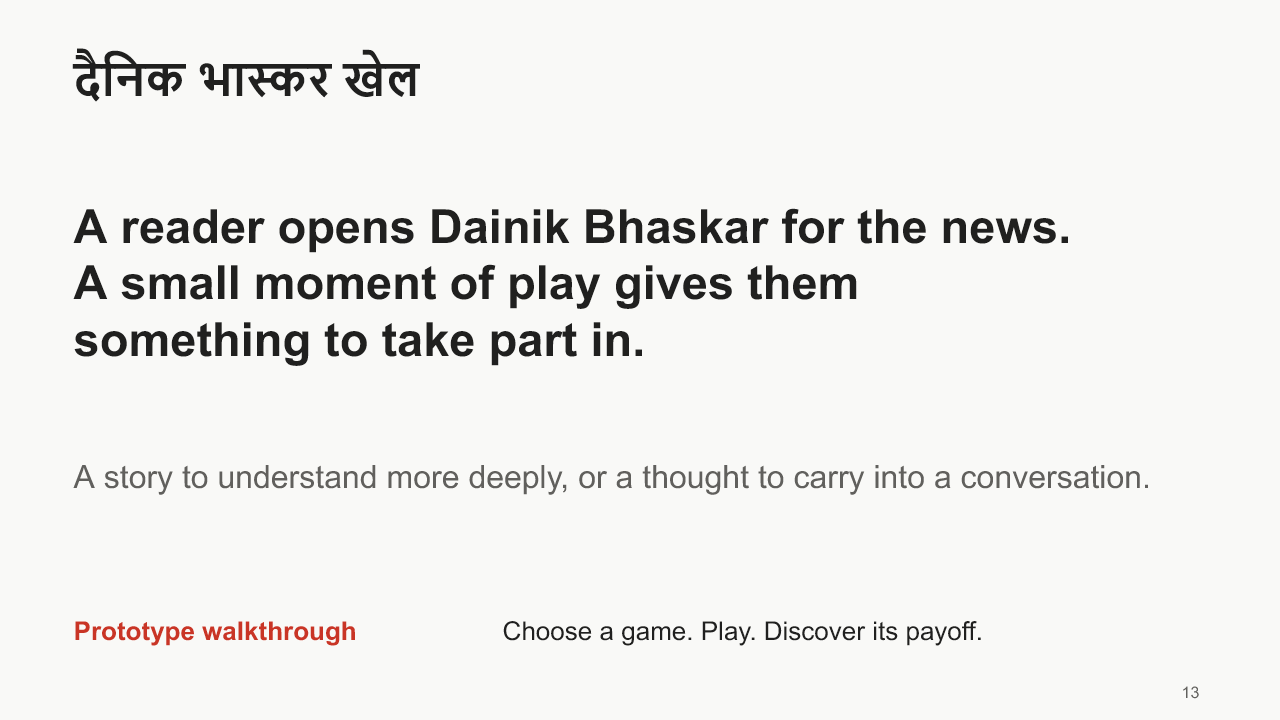 दैनिक भास्कर खेल
A reader opens Dainik Bhaskar for the news.
A small moment of play gives them
something to take part in.
A story to understand more deeply, or a thought to carry into a conversation.
Prototype walkthrough
Choose a game. Play. Discover its payoff.
13